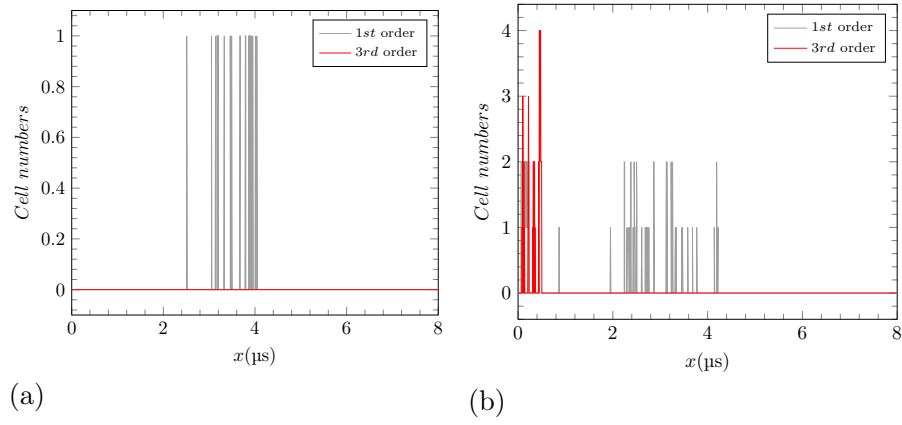 1st order
3rd order
1
0.8
0.6
0.4
0.2
0
Cell numbers
0 2 4 6 8
x(µs)
(a)
1st order
3rd order
4
3
2
1
0
Cell numbers
0 2 4 6 8
x(µs)
(b)